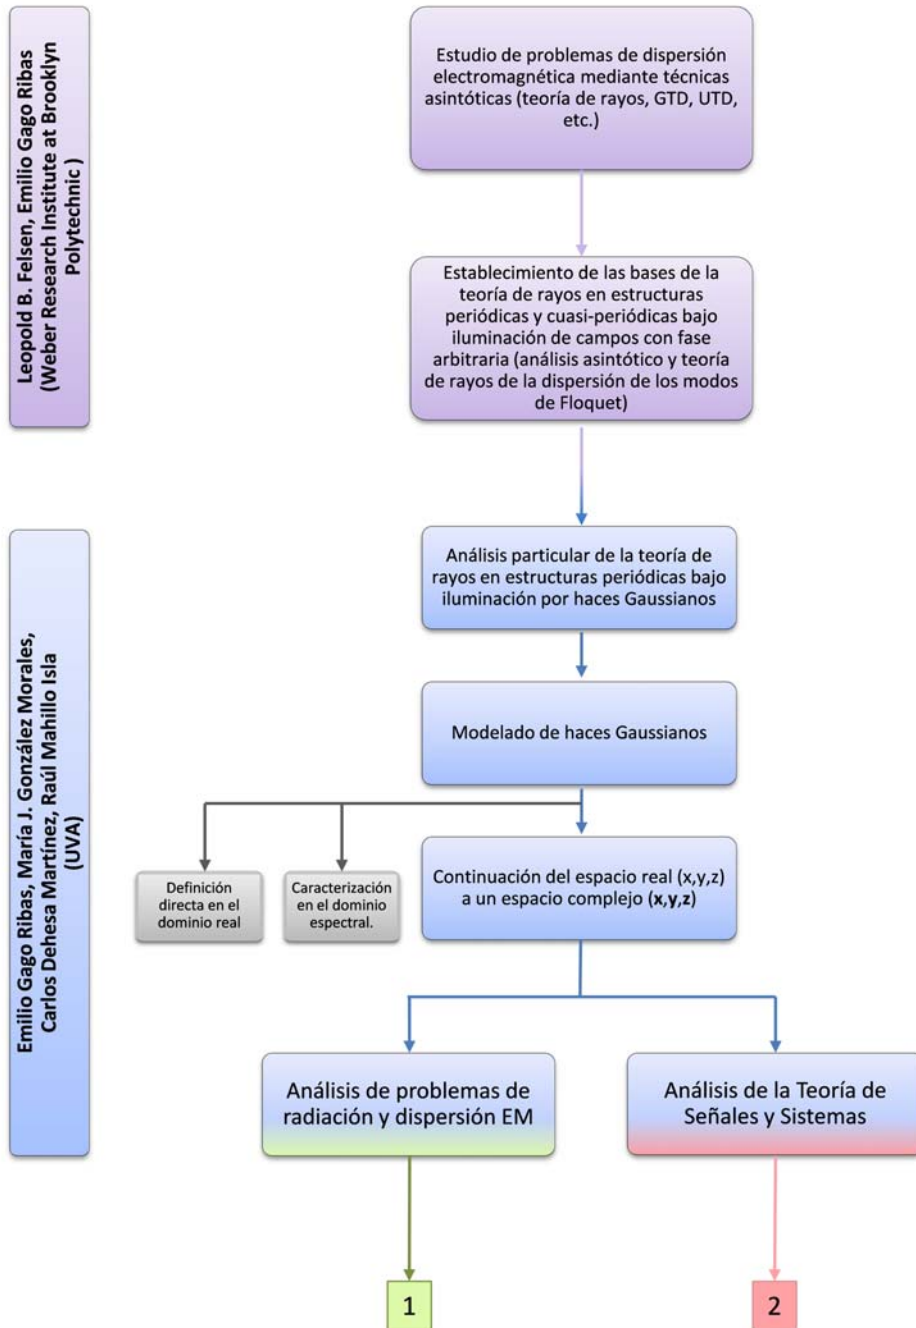 Leopold B. Felsen, Emilio Gago Ribas
(Weber Research Institute at Brooklyn
Polytechnic )
Estudio de problemas de dispersión
electromagnética mediante técnicas
asintóticas (teoría de rayos, GTD, UTD,
etc.)
Establecimiento de las bases de la
teoría de rayos en estructuras
periódicas y cuasi-periódicas bajo
iluminación de campos con fase
arbitraria (análisis asintótico y teoría
de rayos de la dispersión de los modos
de Floquet)
Emilio Gago Ribas, María J. González Morales,
Carlos Dehesa Martínez, Raúl Mahillo Isla
(UVA)
Análisis particular de la teoría de
rayos en estructuras periódicas bajo
iluminación por haces Gaussianos
Modelado de haces Gaussianos
Definición
directa en el
dominio real
Caracterización
en el dominio
espectral.
Continuación del espacio real (x,y,z)
a un espacio complejo (x,y,z)
Análisis de problemas de
radiación y dispersión EM
Análisis de la Teoría de
Señales y Sistemas
1
2